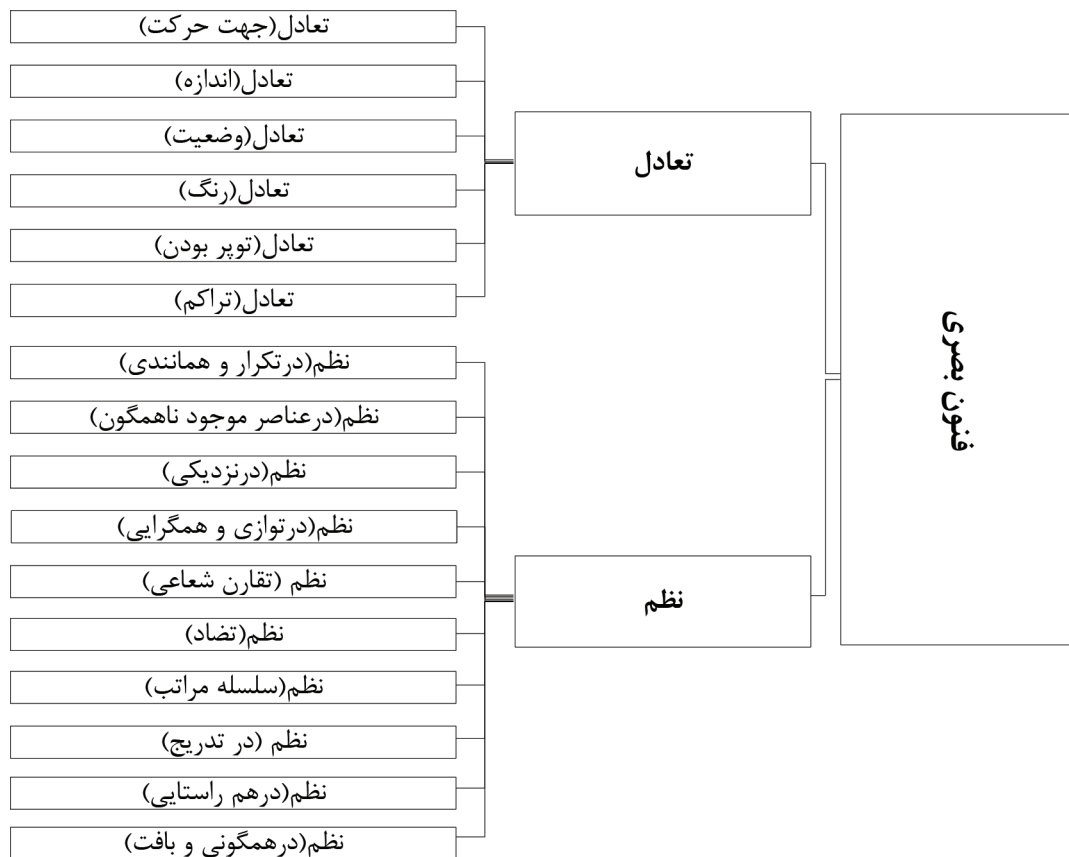 فنون بصری
تعادل
تعادل(جهت حرکت)
تعادل(اندازه)
تعادل(وضعیت)
تعادل(رنگ)
تعادل(توپر بودن)
تعادل(تراکم)
نظم
نظم(درتکرار و همانندی)
نظم(درعناصر موجود ناهمگون)
نظم(درنزدیکی)
نظم(درتوازی و همگرایی)
نظم (تقارن شعاعی)
نظم(تضاد)
نظم(سلسله مراتب)
نظم (در تدریج)
نظم(درهم راستایی)
نظم(درهمگونی و بافت)